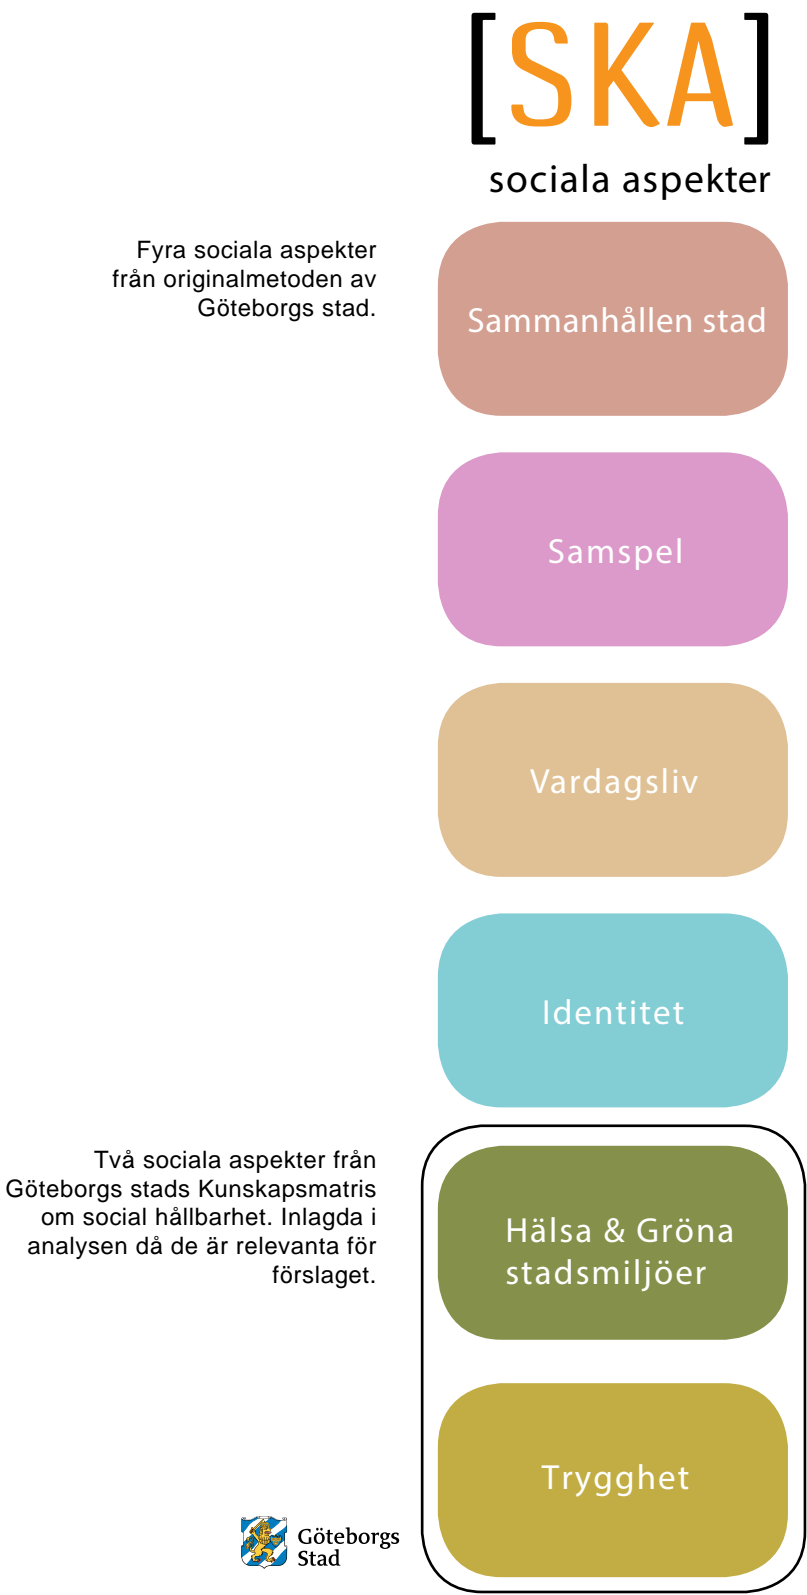 [SKA]
sociala aspekter
Fyra sociala aspekter
från originalmetoden av
Göteborgs stad.
Sammanhållen stad
Samspel
Vardagsliv
Identitet
Två sociala aspekter från
Göteborgs stads Kunskapsmatris
om social hållbarhet. Inlagda i
analysen då de är relevanta för
förslaget.
Hälsa & Gröna
stadsmiljöer
Trygghet
Göteborgs
Stad